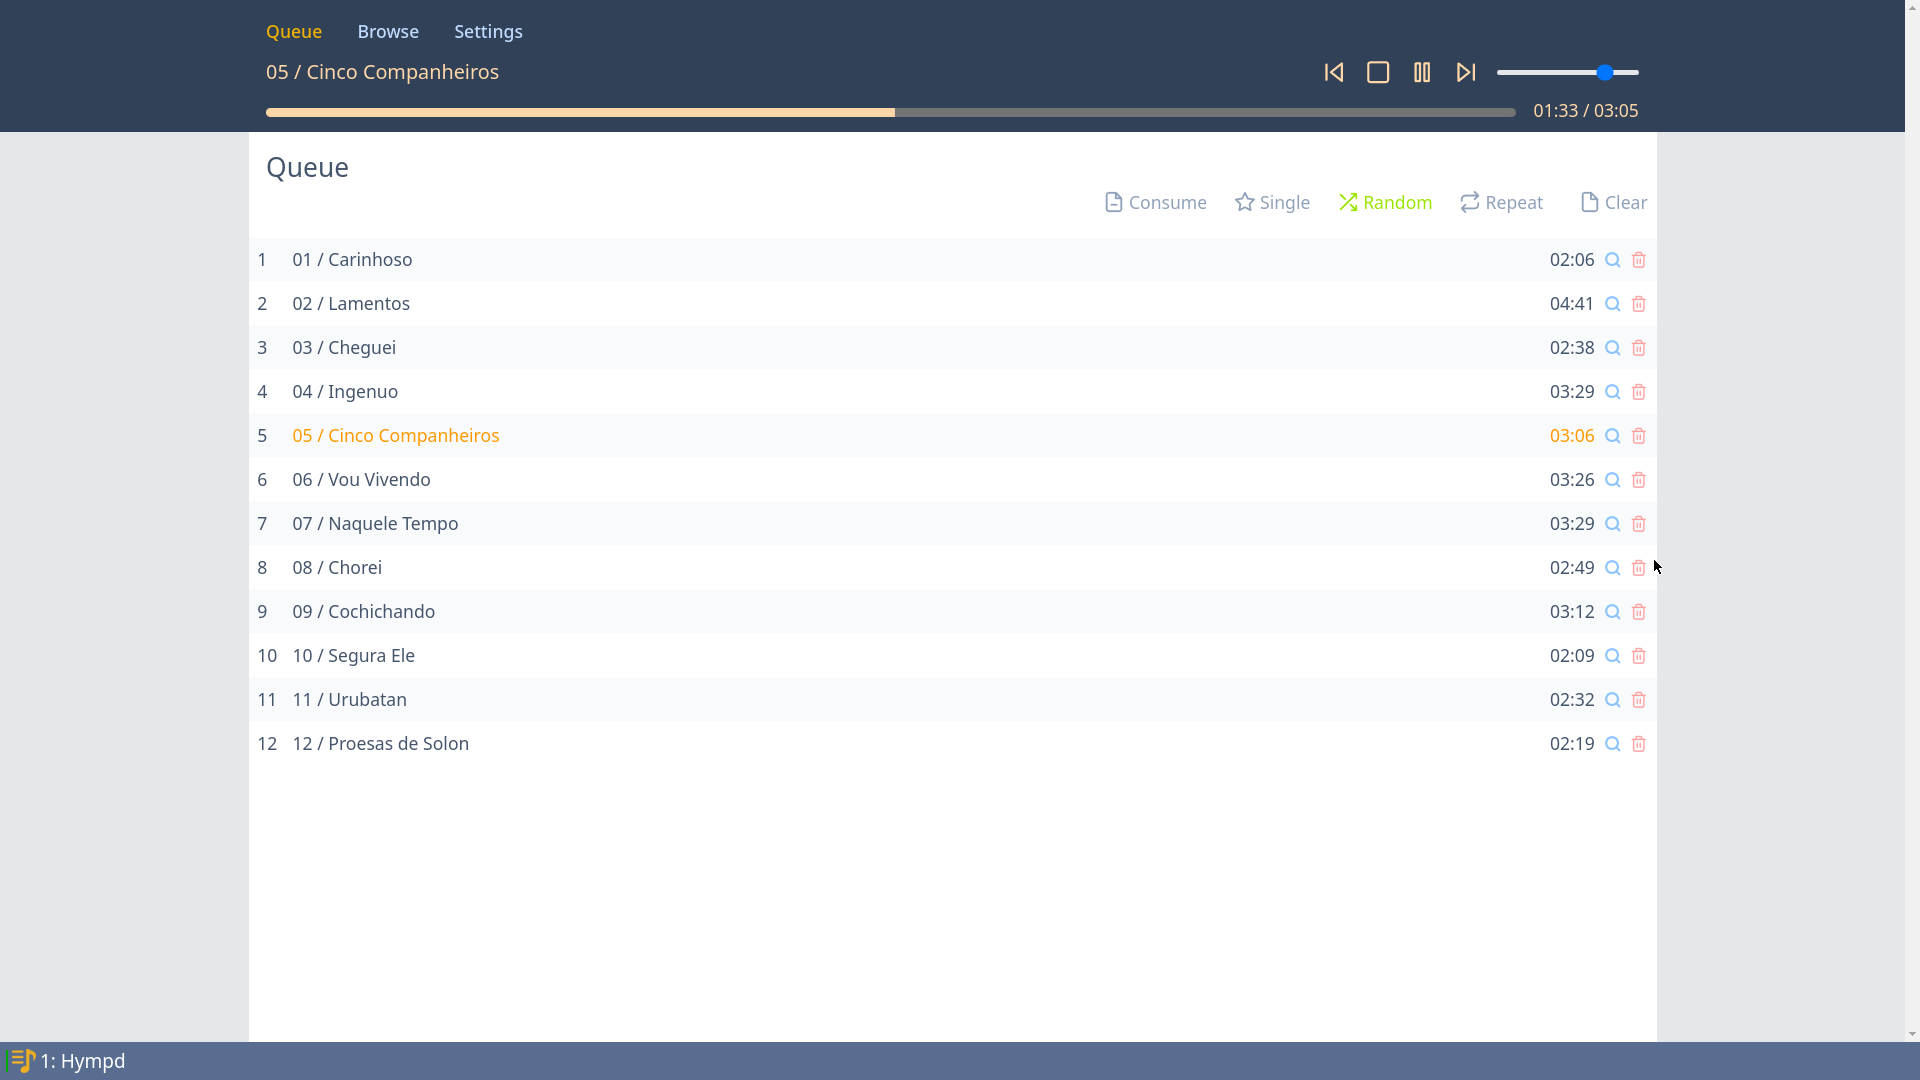 Queue Browse Settings
05 / Cinco Companheiros
01:33 / 03:05
Queue
Consume Single Random Repeat Clear
1 01 / Carinhoso 02:06
2 02 / Lamentos 04:41
3 03 / Cheguei 02:38
4 04 / Ingenuo 03:29
5 05 / Cinco Companheiros 03:06
6 06 / Vou Vivendo 03:26
7 07 / Naquele Tempo 03:29
8 08 / Chorei 02:49
9 09 / Cochichando 03:12
10 10 / Segura Ele 02:09
11 11 / Urubatan 02:32
12 12 / Proesas de Solon 02:19
1: Hympd